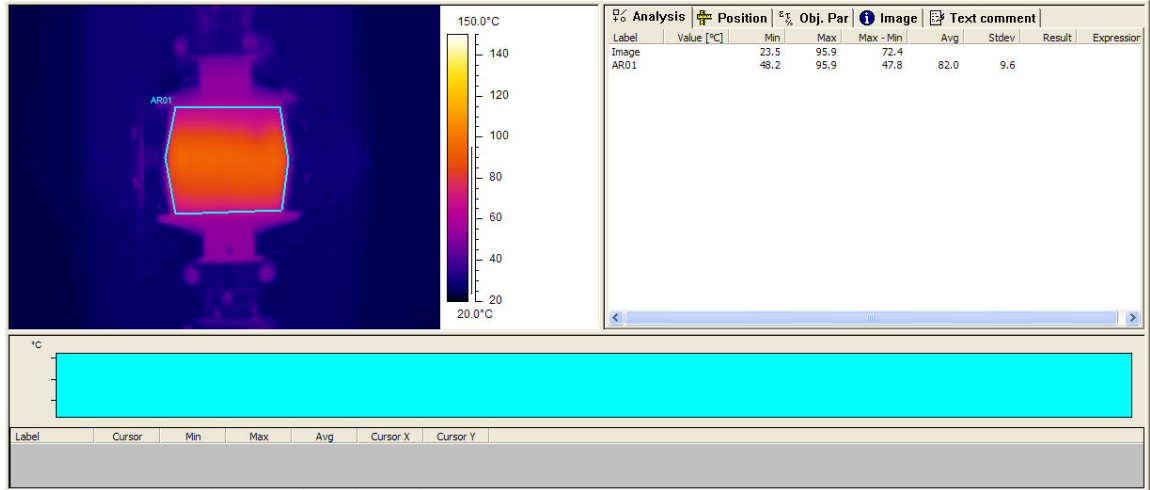 150.0°C
140
120
100
80
60
40
20
20.0°C
AR01
Analysis Position Obj. Par Image Text comment
Label Value [°C] Min Max Max - Min Avg Stdev Result Expression
Image 23.5 95.9 72.4
AR01 48.2 95.9 47.8 82.0 9.6
°C
Label Cursor Min Max Avg Cursor X Cursor Y